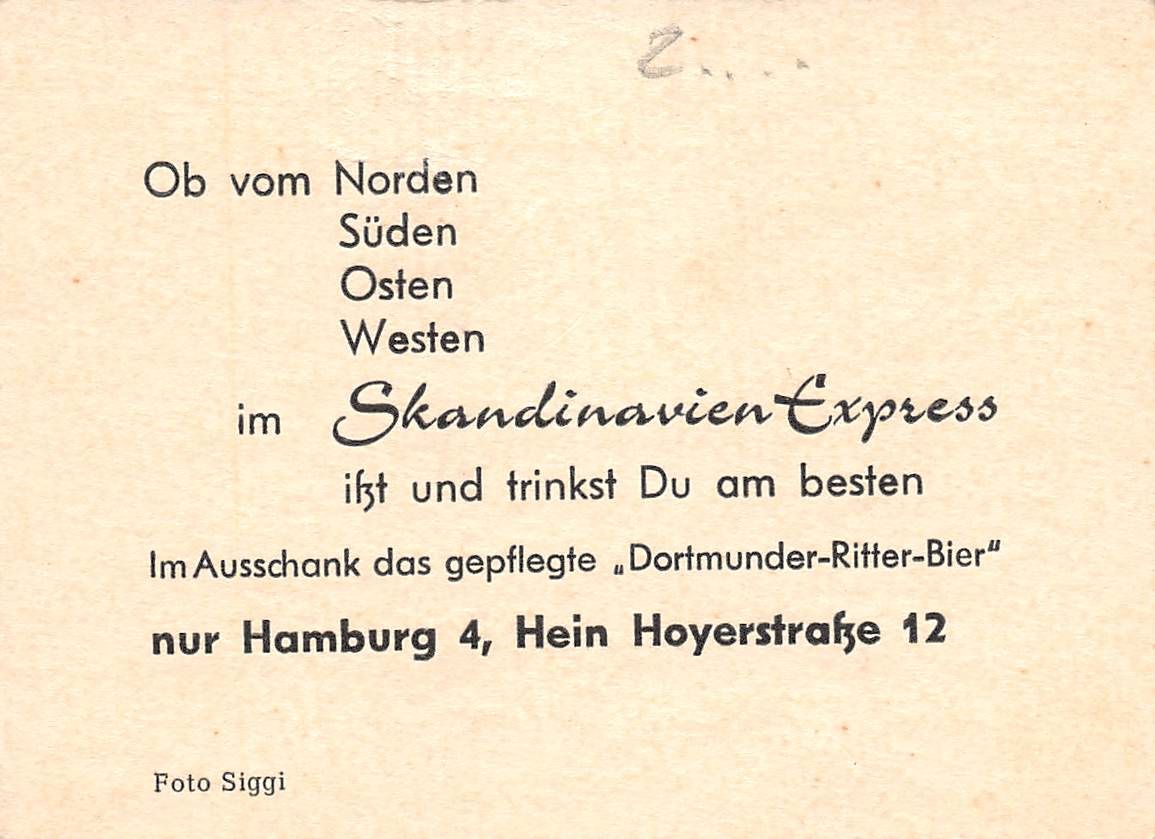 2....
Ob vom Norden
Süden
Osten
Westen
im Skandinavien Express
ißt und trinkst Du am besten
Im Ausschank das gepflegte „Dortmunder-Ritter-Bier“
nur Hamburg 4, Hein Hoyerstraße 12
Foto Siggi